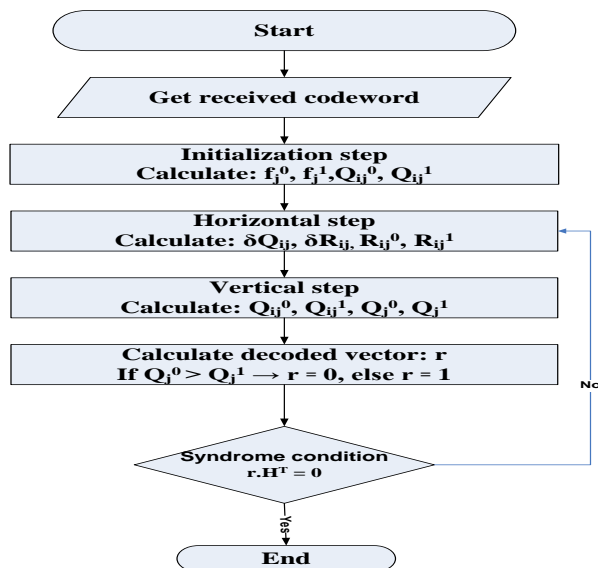 Start
Get received codeword
Initialization step
Calculate: fⱼ⁰, fⱼ¹,Qᵢⱼ⁰, Qᵢⱼ¹
Horizontal step
Calculate: δQᵢⱼ, δRᵢⱼ, Rᵢⱼ⁰, Rᵢⱼ¹
Vertical step
Calculate: Qᵢⱼ⁰, Qᵢⱼ¹, Qⱼ⁰, Qⱼ¹
Calculate decoded vector: r
If Qⱼ⁰ > Qⱼ¹ → r = 0, else r = 1
No
Syndrome condition
r.Hᵀ = 0
Yes
End